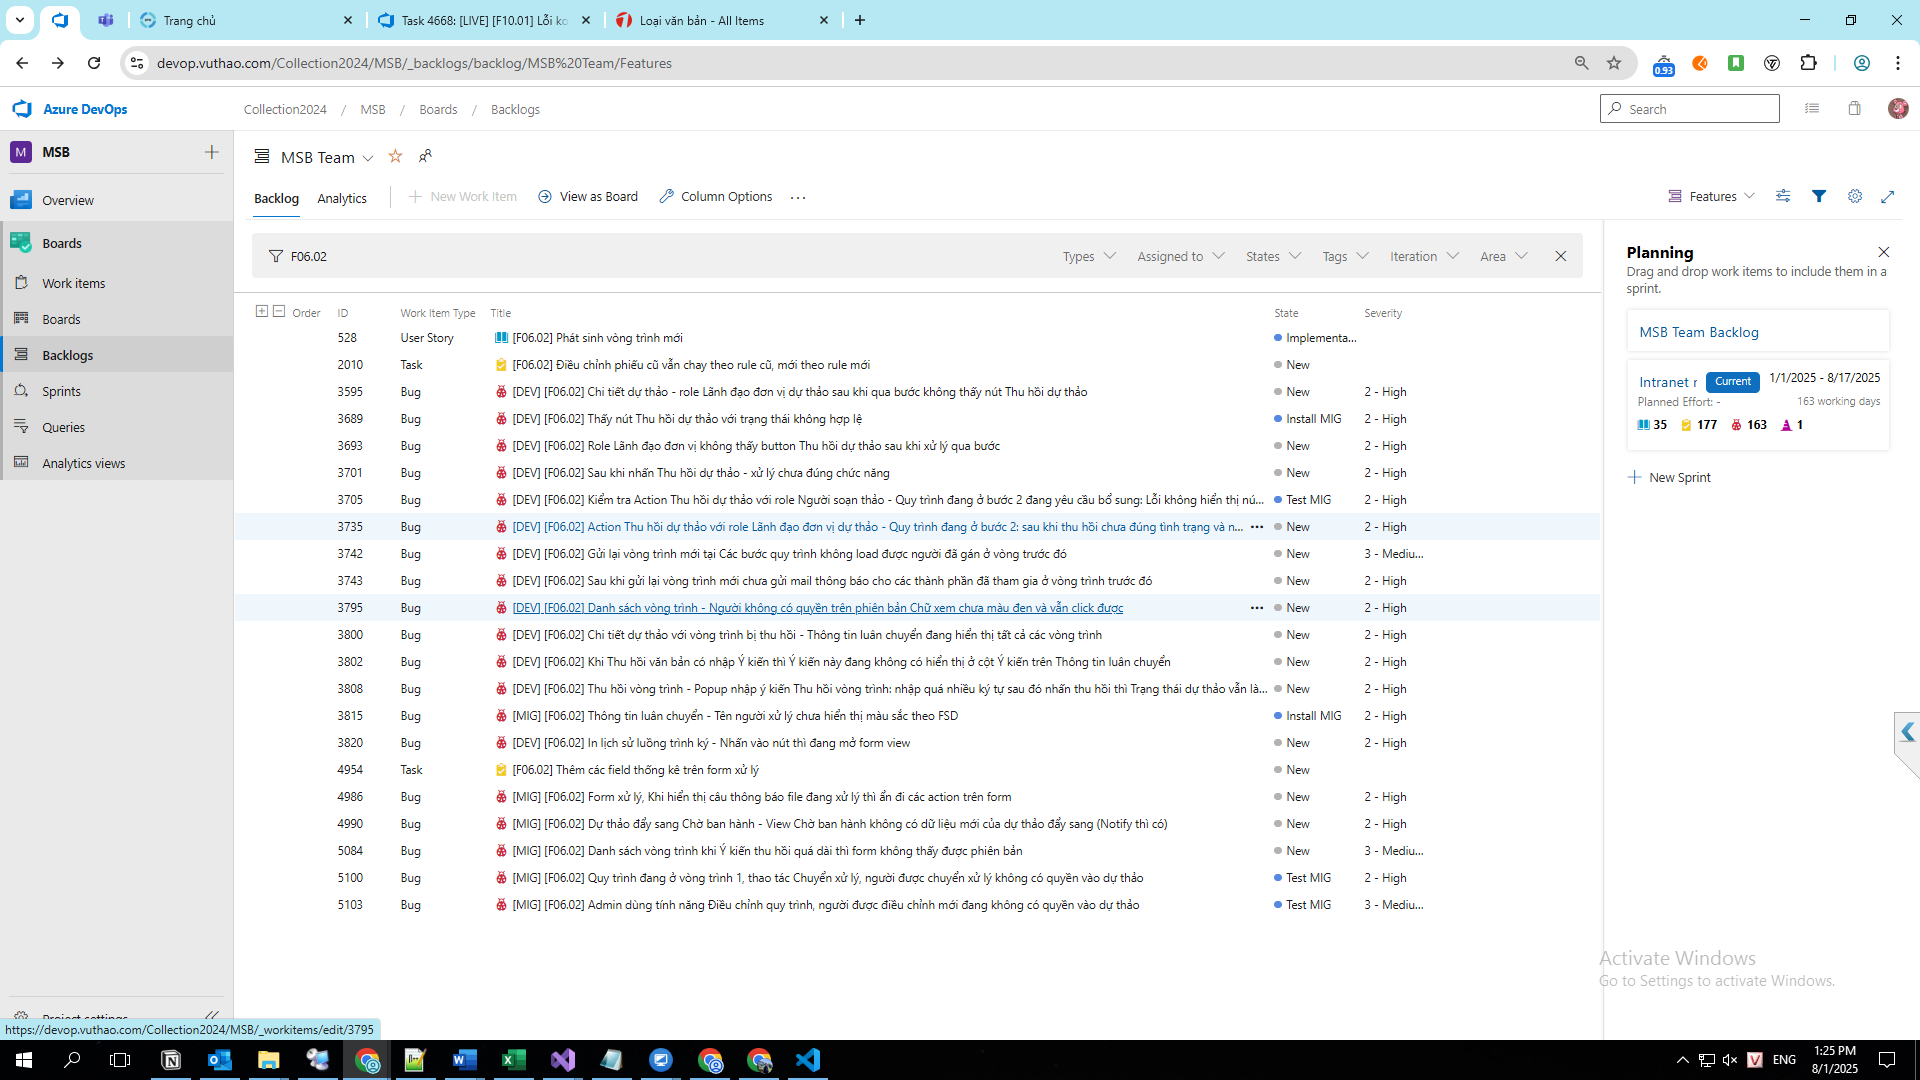 Trang chủ
Task 4668: [LIVE] [F10.01] Lỗi kc
Loại văn bản - All Items
devop.vuthao.com/Collection2024/MSB/_backlogs/backlog/MSB%20Team/Features
0.93
Azure DevOps
Collection2024 / MSB / Boards / Backlogs
Search
M MSB
Overview
Boards
Work items
Boards
Backlogs
Sprints
Queries
Analytics views
Project settings
MSB Team
Backlog Analytics New Work Item View as Board Column Options ...
Features
F06.02
Types Assigned to States Tags Iteration Area
Order ID Work Item Type Title State Severity
528 User Story [F06.02] Phát sinh vòng trình mới Implementa...
2010 Task [F06.02] Điều chỉnh phiếu cũ vẫn chay theo rule cũ, mới theo rule mới New
3595 Bug [DEV] [F06.02] Chi tiết dự thảo - role Lãnh đạo đơn vị dự thảo sau khi qua bước không thấy nút Thu hồi dự thảo New 2 - High
3689 Bug [DEV] [F06.02] Thấy nút Thu hồi dự thảo với trạng thái không hợp lệ Install MIG 2 - High
3693 Bug [DEV] [F06.02] Role Lãnh đạo đơn vị không thấy button Thu hồi dự thảo sau khi xử lý qua bước New 2 - High
3701 Bug [DEV] [F06.02] Sau khi nhấn Thu hồi dự thảo - xử lý chưa đúng chức năng New 2 - High
3705 Bug [DEV] [F06.02] Kiểm tra Action Thu hồi dự thảo với role Người soạn thảo - Quy trình đang ở bước 2 đang yêu cầu bổ sung: Lỗi không hiển thị nú... Test MIG 2 - High
3735 Bug [DEV] [F06.02] Action Thu hồi dự thảo với role Lãnh đạo đơn vị dự thảo - Quy trình đang ở bước 2: sau khi thu hồi chưa đúng tình trạng và n... New 2 - High
3742 Bug [DEV] [F06.02] Gửi lại vòng trình mới tại Các bước quy trình không load được người đã gán ở vòng trước đó New 3 - Mediu...
3743 Bug [DEV] [F06.02] Sau khi gửi lại vòng trình mới chưa gửi mail thông báo cho các thành phần đã tham gia ở vòng trình trước đó New 2 - High
3795 Bug [DEV] [F06.02] Danh sách vòng trình - Người không có quyền trên phiên bản Chữ xem chưa màu đen và vẫn click được New 2 - High
3800 Bug [DEV] [F06.02] Chi tiết dự thảo với vòng trình bị thu hồi - Thông tin luân chuyển đang hiển thị tất cả các vòng trình New 2 - High
3802 Bug [DEV] [F06.02] Khi Thu hồi văn bản có nhập Ý kiến thì Ý kiến này đang không có hiển thị ở cột Ý kiến trên Thông tin luân chuyển New 2 - High
3808 Bug [DEV] [F06.02] Thu hồi vòng trình - Popup nhập ý kiến Thu hồi vòng trình: nhập quá nhiều ký tự sau đó nhấn thu hồi thì Trạng thái dự thảo vẫn là... New 2 - High
3815 Bug [MIG] [F06.02] Thông tin luân chuyển - Tên người xử lý chưa hiển thị màu sắc theo FSD Install MIG 2 - High
3820 Bug [DEV] [F06.02] In lịch sử luồng trình ký - Nhấn vào nút thì đang mở form view New 2 - High
4954 Task [F06.02] Thêm các field thống kê trên form xử lý New
4986 Bug [MIG] [F06.02] Form xử lý, Khi hiển thị câu thông báo file đang xử lý thì ẩn đi các action trên form New 2 - High
4990 Bug [MIG] [F06.02] Dự thảo đẩy sang Chờ ban hành - View Chờ ban hành không có dữ liệu mới của dự thảo đẩy sang (Notify thì có) New 2 - High
5084 Bug [MIG] [F06.02] Danh sách vòng trình khi Ý kiến thu hồi quá dài thì form không thấy được phiên bản New 3 - Mediu...
5100 Bug [MIG] [F06.02] Quy trình đang ở vòng trình 1, thao tác Chuyển xử lý, người được chuyển xử lý không có quyền vào dự thảo Test MIG 2 - High
5103 Bug [MIG] [F06.02] Admin dùng tính năng Điều chỉnh quy trình, người được điều chỉnh mới đang không có quyền vào dự thảo Test MIG 3 - Mediu...
Planning
Drag and drop work items to include them in a
sprint.
MSB Team Backlog
Intranet r Current 1/1/2025 - 8/17/2025
Planned Effort: - 163 working days
35 177 163 1
New Sprint
Activate Windows
Go to Settings to activate Windows.
https://devop.vuthao.com/Collection2024/MSB/_workitems/edit/3795
ENG
1:25 PM
8/1/2025